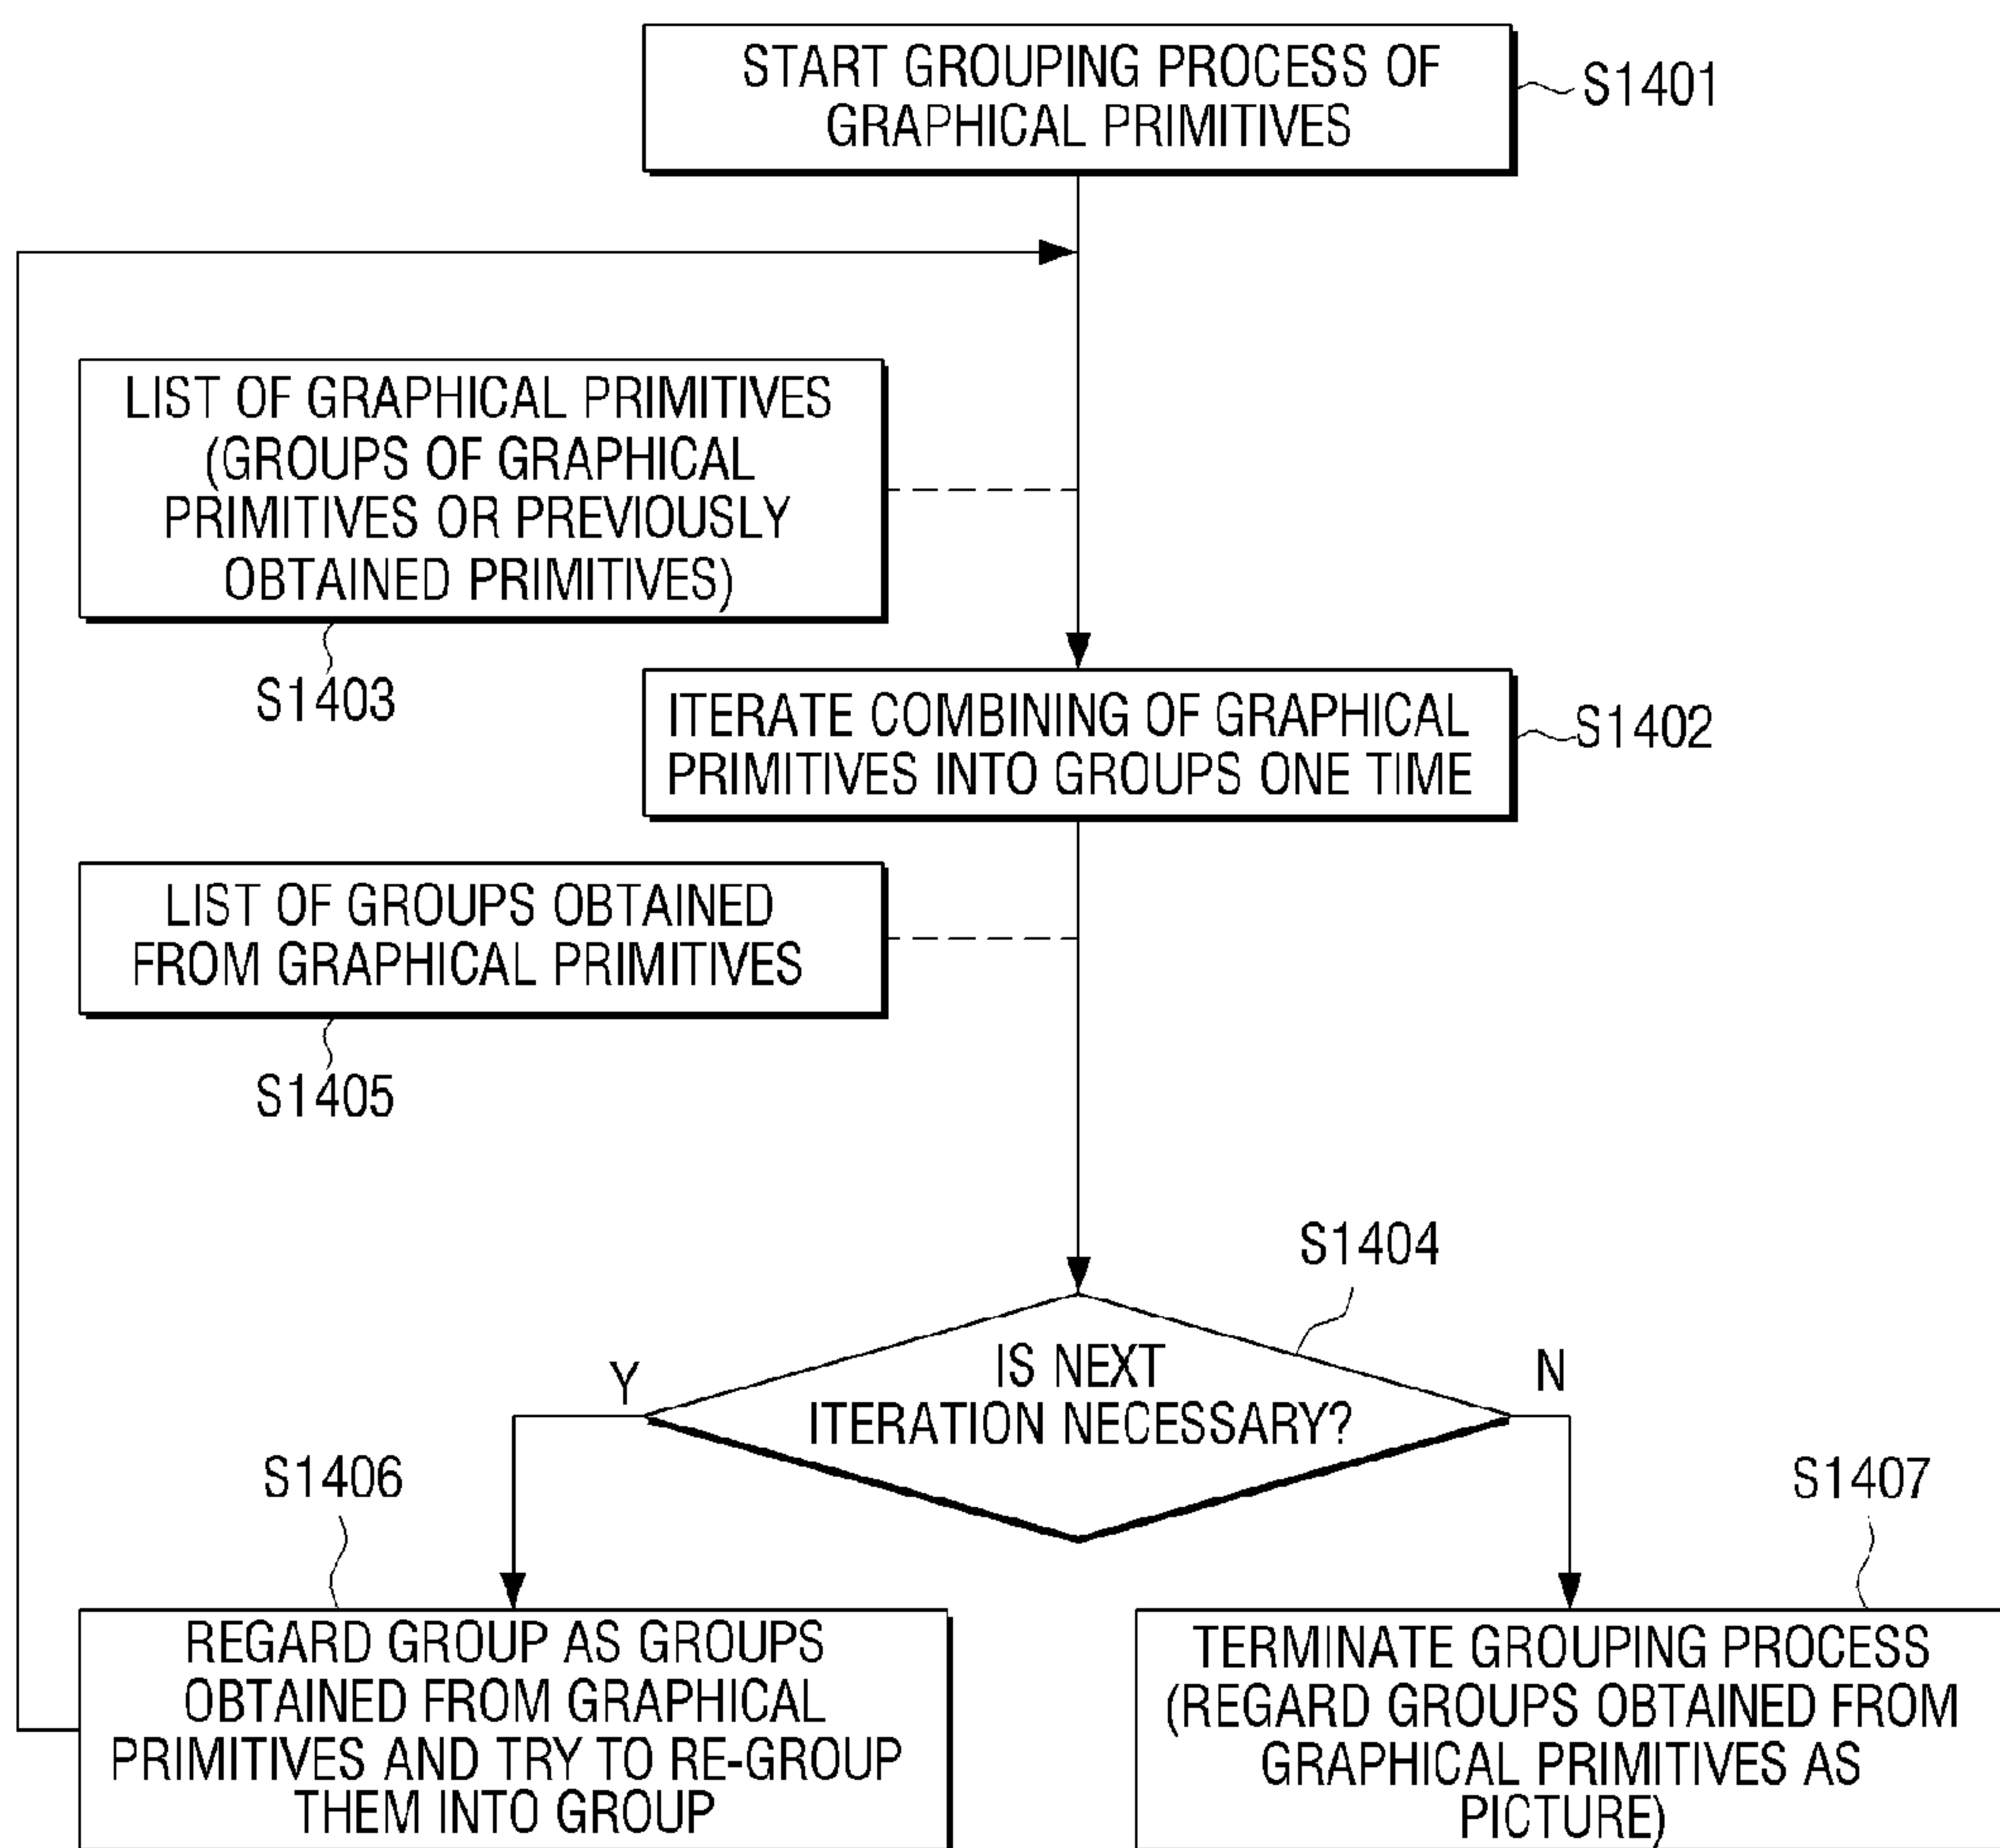 START GROUPING PROCESS OF
GRAPHICAL PRIMITIVES
S1401
LIST OF GRAPHICAL PRIMITIVES
(GROUPS OF GRAPHICAL
PRIMITIVES OR PREVIOUSLY
OBTAINED PRIMITIVES)
S1403
ITERATE COMBINING OF GRAPHICAL
PRIMITIVES INTO GROUPS ONE TIME
S1402
LIST OF GROUPS OBTAINED
FROM GRAPHICAL PRIMITIVES
S1405
S1404
IS NEXT
ITERATION NECESSARY?
Y
N
S1406
REGARD GROUP AS GROUPS
OBTAINED FROM GRAPHICAL
PRIMITIVES AND TRY TO RE-GROUP
THEM INTO GROUP
S1407
TERMINATE GROUPING PROCESS
(REGARD GROUPS OBTAINED FROM
GRAPHICAL PRIMITIVES AS
PICTURE)